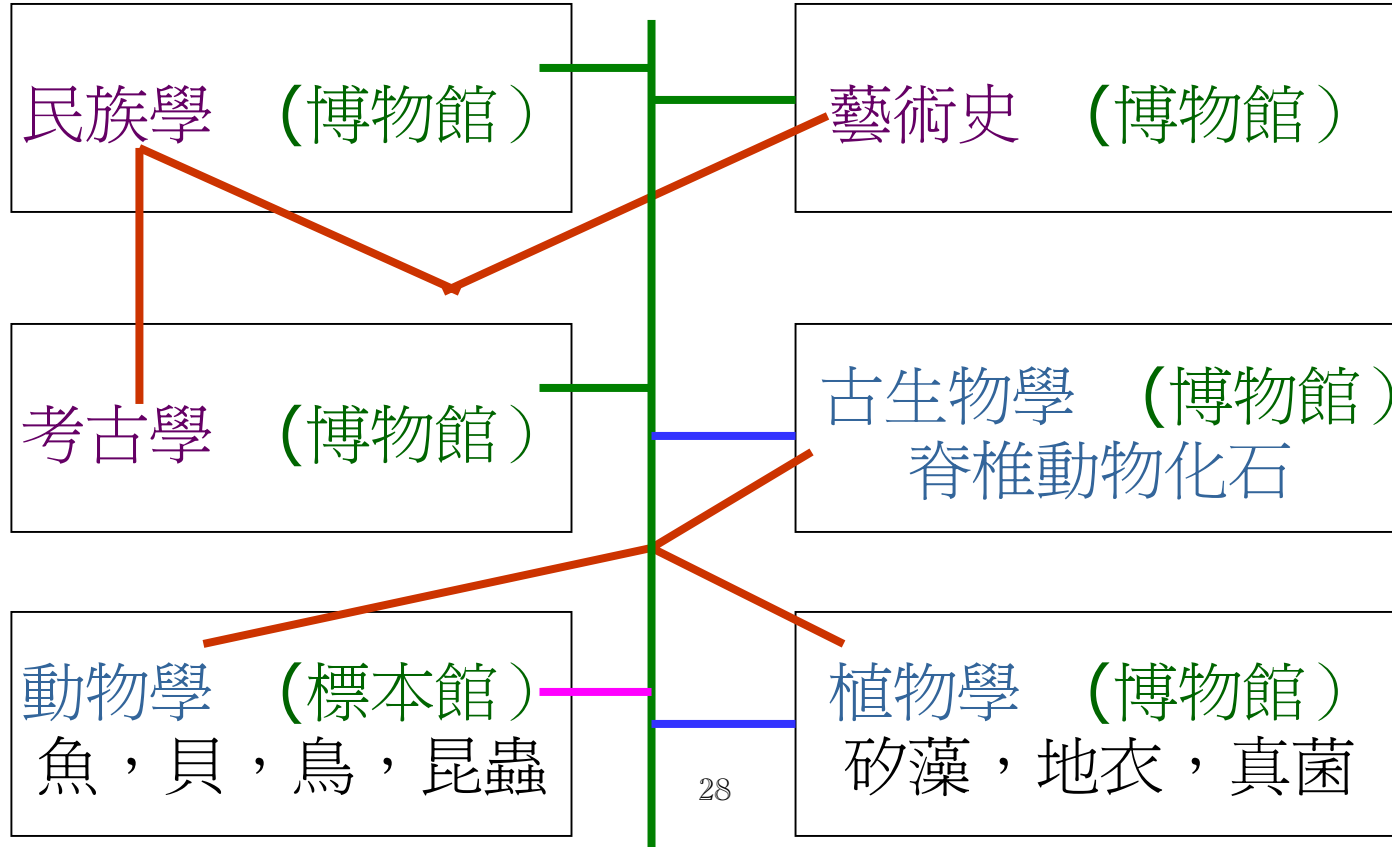 民族學 (博物館)
藝術史 (博物館)
考古學 (博物館)
古生物學 (博物館)
脊椎動物化石
動物學 (標本館)
魚，貝，鳥，昆蟲
植物學 (博物館)
矽藻，地衣，真菌
28